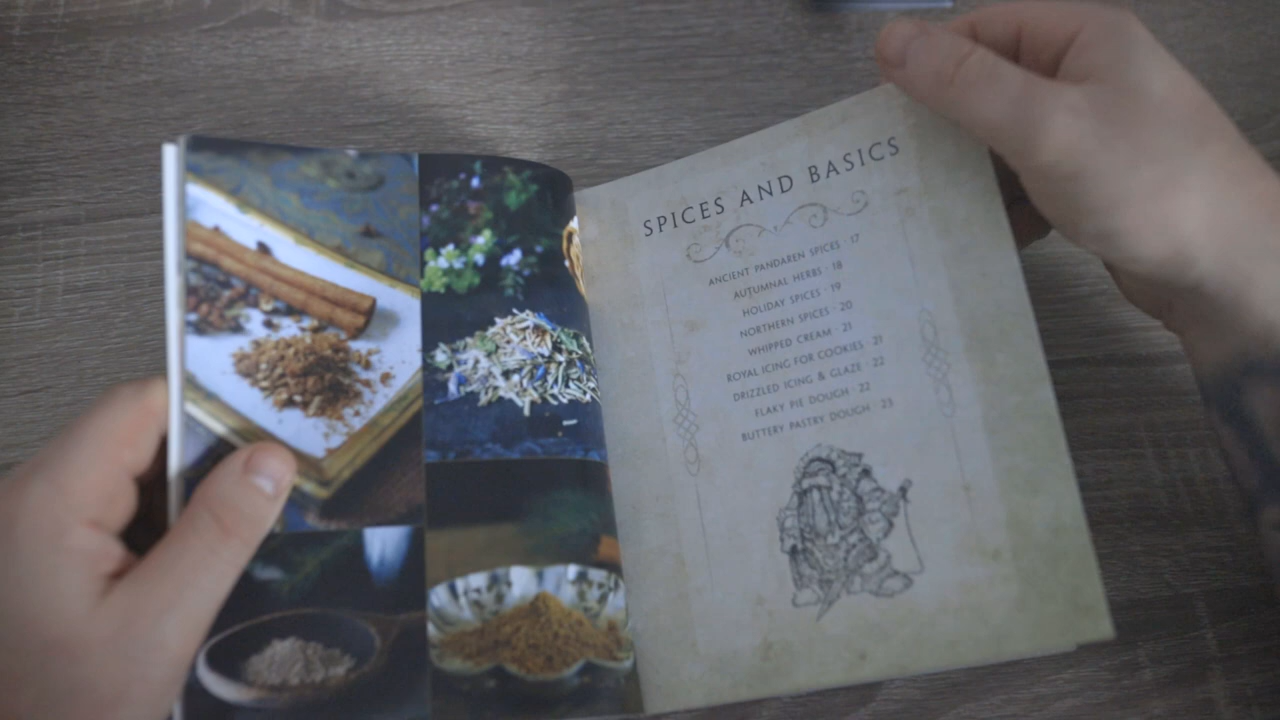 SPICES AND BASICS
ANCIENT PANDAREN SPICES · 17
AUTUMNAL HERBS · 18
HOLIDAY SPICES · 19
NORTHERN SPICES · 20
WHIPPED CREAM · 21
ROYAL ICING FOR COOKIES · 21
DRIZZLED ICING & GLAZE · 22
FLAKY PIE DOUGH · 22
BUTTERY PASTRY DOUGH · 23